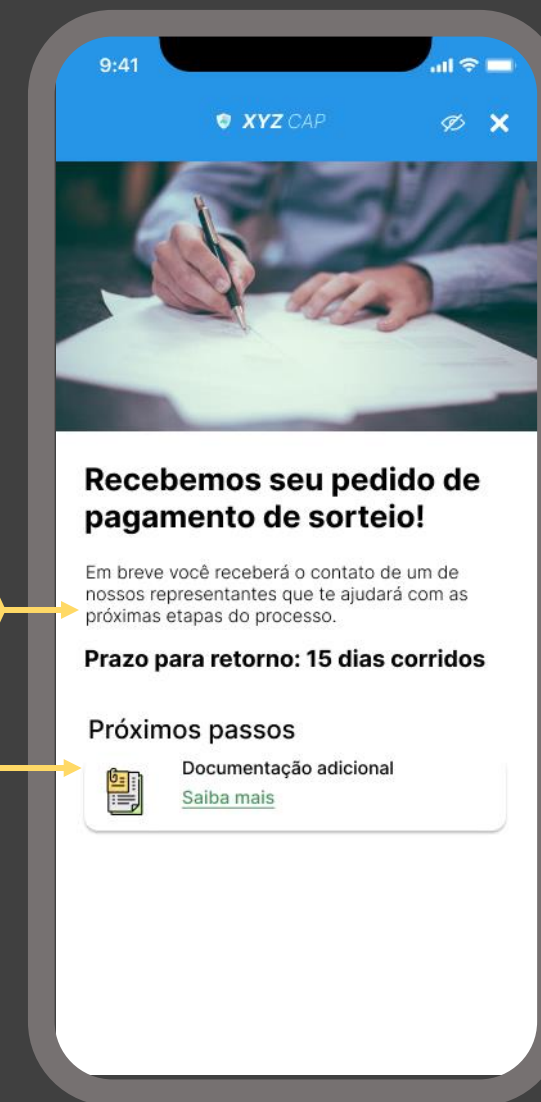 9:41
XYZ CAP
Recebemos seu pedido de
pagamento de sorteio!
Em breve você receberá o contato de um de
nossos representantes que te ajudará com as
próximas etapas do processo.
Prazo para retorno: 15 dias corridos
Próximos passos
Documentação adicional
Saiba mais